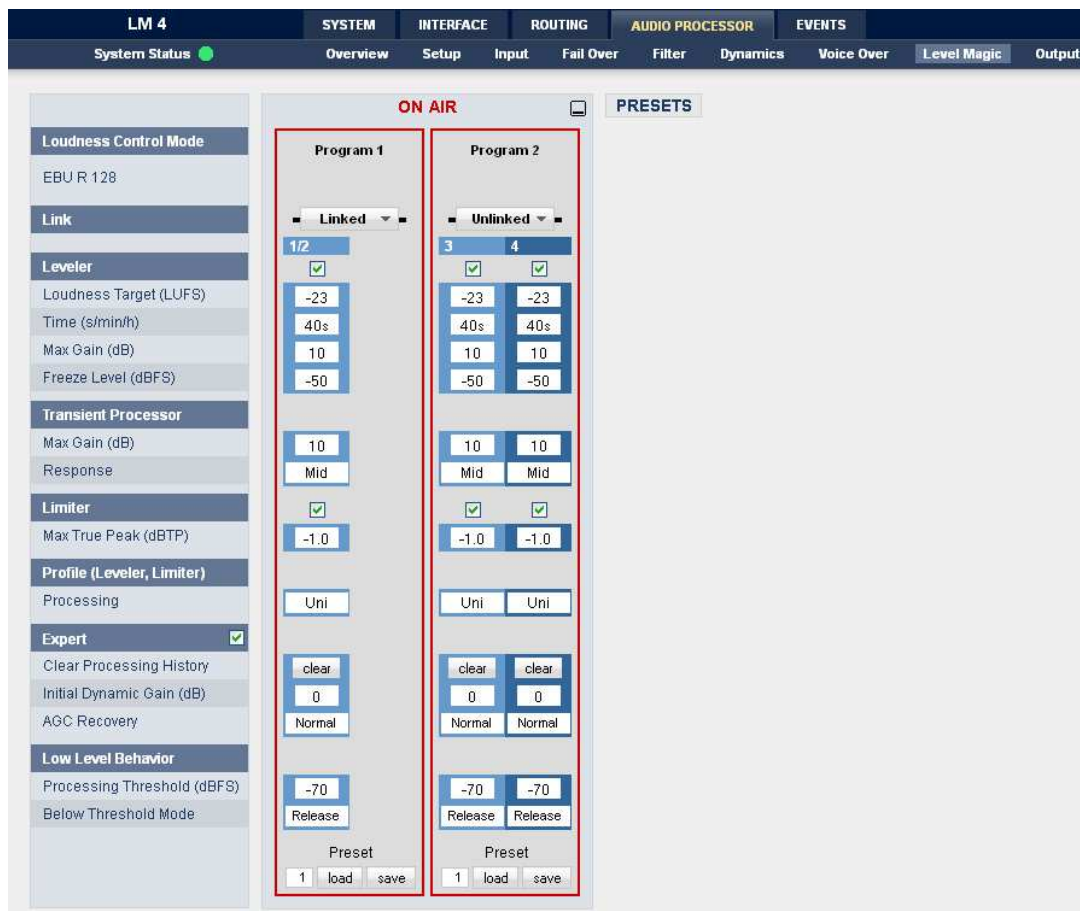 LM 4 SYSTEM INTERFACE ROUTING AUDIO PROCESSOR EVENTS
System Status Overview Setup Input Fail Over Filter Dynamics Voice Over Level Magic Output
ON AIR PRESETS
Loudness Control Mode Program 1 Program 2
EBU R 128
Link Linked Unlinked
1/2 3 4
Leveler
Loudness Target (LUFS) -23 -23 -23
Time (s/min/h) 40s 40s 40s
Max Gain (dB) 10 10 10
Freeze Level (dBFS) -50 -50 -50
Transient Processor
Max Gain (dB) 10 10 10
Response Mid Mid Mid
Limiter
Max True Peak (dBTP) -1.0 -1.0 -1.0
Profile (Leveler, Limiter)
Processing Uni Uni Uni
Expert
Clear Processing History clear clear clear
Initial Dynamic Gain (dB) 0 0 0
AGC Recovery Normal Normal Normal
Low Level Behavior
Processing Threshold (dBFS) -70 -70 -70
Below Threshold Mode Release Release Release
Preset Preset
1 load save 1 load save